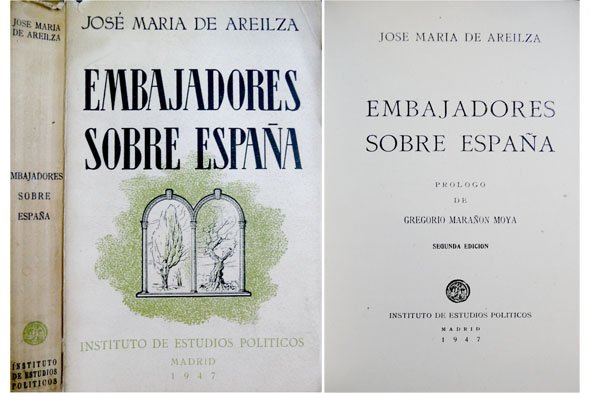 JOSE MARIA
DE AREILZA
MBAJADORES
SOBRE
ESPAÑA
INSTITUTO
DE ESTUDIOS
POLITICOS
JOSÉ MARIA DE AREILZA
EMBAJADORES
SOBRE ESPAÑA
INSTITUTO DE ESTUDIOS POLITICOS
MADRID
1947
JOSE MARIA DE AREILZA
EMBAJADORES
SOBRE ESPAÑA
PROLOGO
DE
GREGORIO MARAÑON MOYA
SEGUNDA EDICION
INSTITUTO DE ESTUDIOS POLITICOS
MADRID
1947